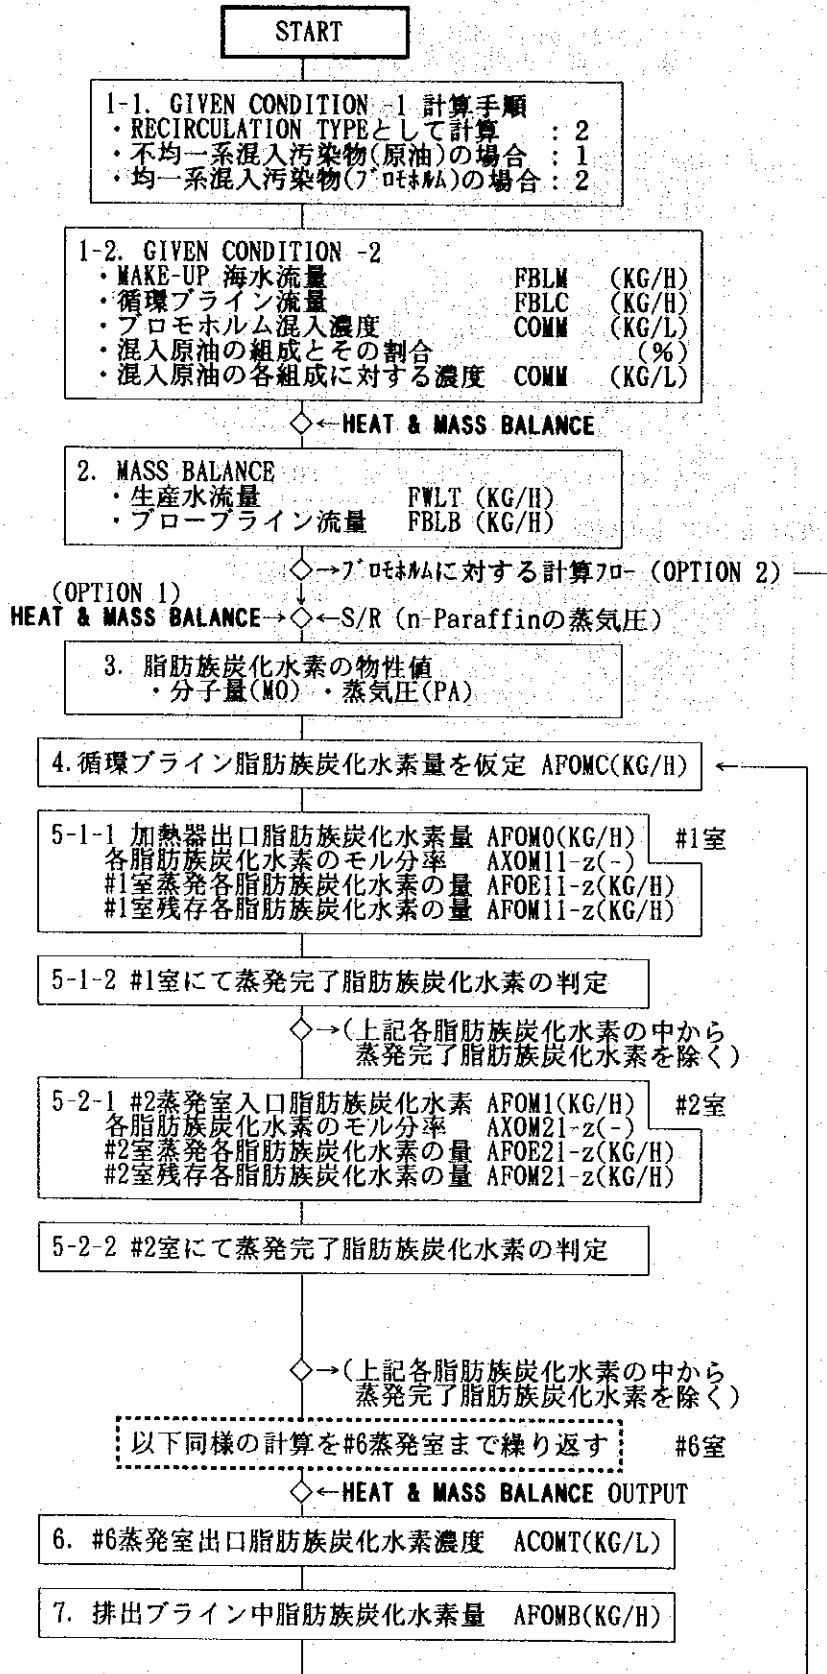 START
1-1. GIVEN CONDITION -1 計算手順
・RECIRCULATION TYPEとして計算 : 2
・不均一系混入汚染物(原油)の場合 : 1
・均一系混入汚染物(ブロモホルム)の場合 : 2
1-2. GIVEN CONDITION -2
・MAKE-UP 海水流量 FBLM (KG/H)
・循環ブライン流量 FBLC (KG/H)
・ブロモホルム混入濃度 COMM (KG/L)
・混入原油の組成とその割合 (%)
・混入原油の各組成に対する濃度 COMM (KG/L)
◇←HEAT & MASS BALANCE
2. MASS BALANCE
・生産水流量 FWLT (KG/H)
・ブローブライン流量 FBLB (KG/H)
◇→ブロモホルムに対する計算フロー (OPTION 2)
(OPTION 1)
HEAT & MASS BALANCE→◇←S/R (n-Paraffinの蒸気圧)
3. 脂肪族炭化水素の物性値
・分子量(MO) ・蒸気圧(PA)
4.循環ブライン脂肪族炭化水素量を仮定 AFOMC(KG/H)
5-1-1 加熱器出口脂肪族炭化水素量 AFOM0(KG/H) #1室
各脂肪族炭化水素のモル分率 AXOM11-z(-)
#1室蒸発各脂肪族炭化水素の量 AFOE11-z(KG/H)
#1室残存各脂肪族炭化水素の量 AFOM11-z(KG/H)
5-1-2 #1室にて蒸発完了脂肪族炭化水素の判定
◇→(上記各脂肪族炭化水素の中から
蒸発完了脂肪族炭化水素を除く)
5-2-1 #2蒸発室入口脂肪族炭化水素 AFOM1(KG/H) #2室
各脂肪族炭化水素のモル分率 AXOM21-z(-)
#2室蒸発各脂肪族炭化水素の量 AFOE21-z(KG/H)
#2室残存各脂肪族炭化水素の量 AFOM21-z(KG/H)
5-2-2 #2室にて蒸発完了脂肪族炭化水素の判定
◇→(上記各脂肪族炭化水素の中から
蒸発完了脂肪族炭化水素を除く)
以下同様の計算を#6蒸発室まで繰り返す #6室
◇←HEAT & MASS BALANCE OUTPUT
6. #6蒸発室出口脂肪族炭化水素濃度 ACOMT(KG/L)
7. 排出ブライン中脂肪族炭化水素量 AFOMB(KG/H)